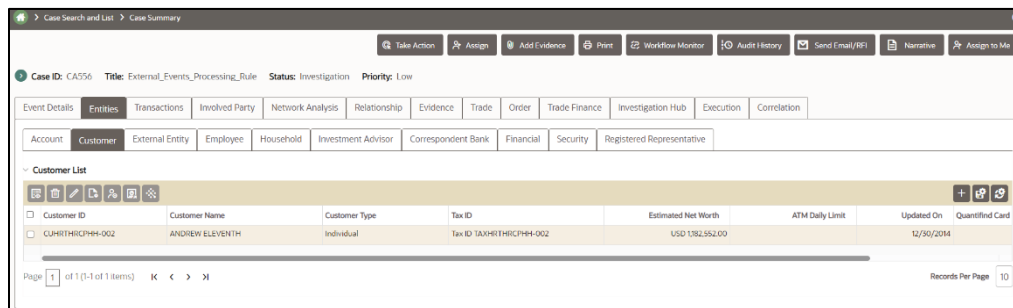 > Case Search and List > Case Summary
Take Action Assign Add Evidence Print Workflow Monitor Audit History Send Email/RFI Narrative Assign to Me
Case ID: CA556 Title: External_Events_Processing_Rule Status: Investigation Priority: Low
Event Details Entities Transactions Involved Party Network Analysis Relationship Evidence Trade Order Trade Finance Investigation Hub Execution Correlation
Account Customer External Entity Employee Household Investment Advisor Correspondent Bank Financial Security Registered Representative
Customer List
Customer ID Customer Name Customer Type Tax ID Estimated Net Worth ATM Daily Limit Updated On Quantifind Card
CUHRTHRCPHH-002 ANDREW ELEVENTH Individual Tax ID TAXHRTHRCPHH-002 USD 1,182,552.00 12/30/2014
Page 1 of 1 (1-1 of 1 items) Records Per Page 10